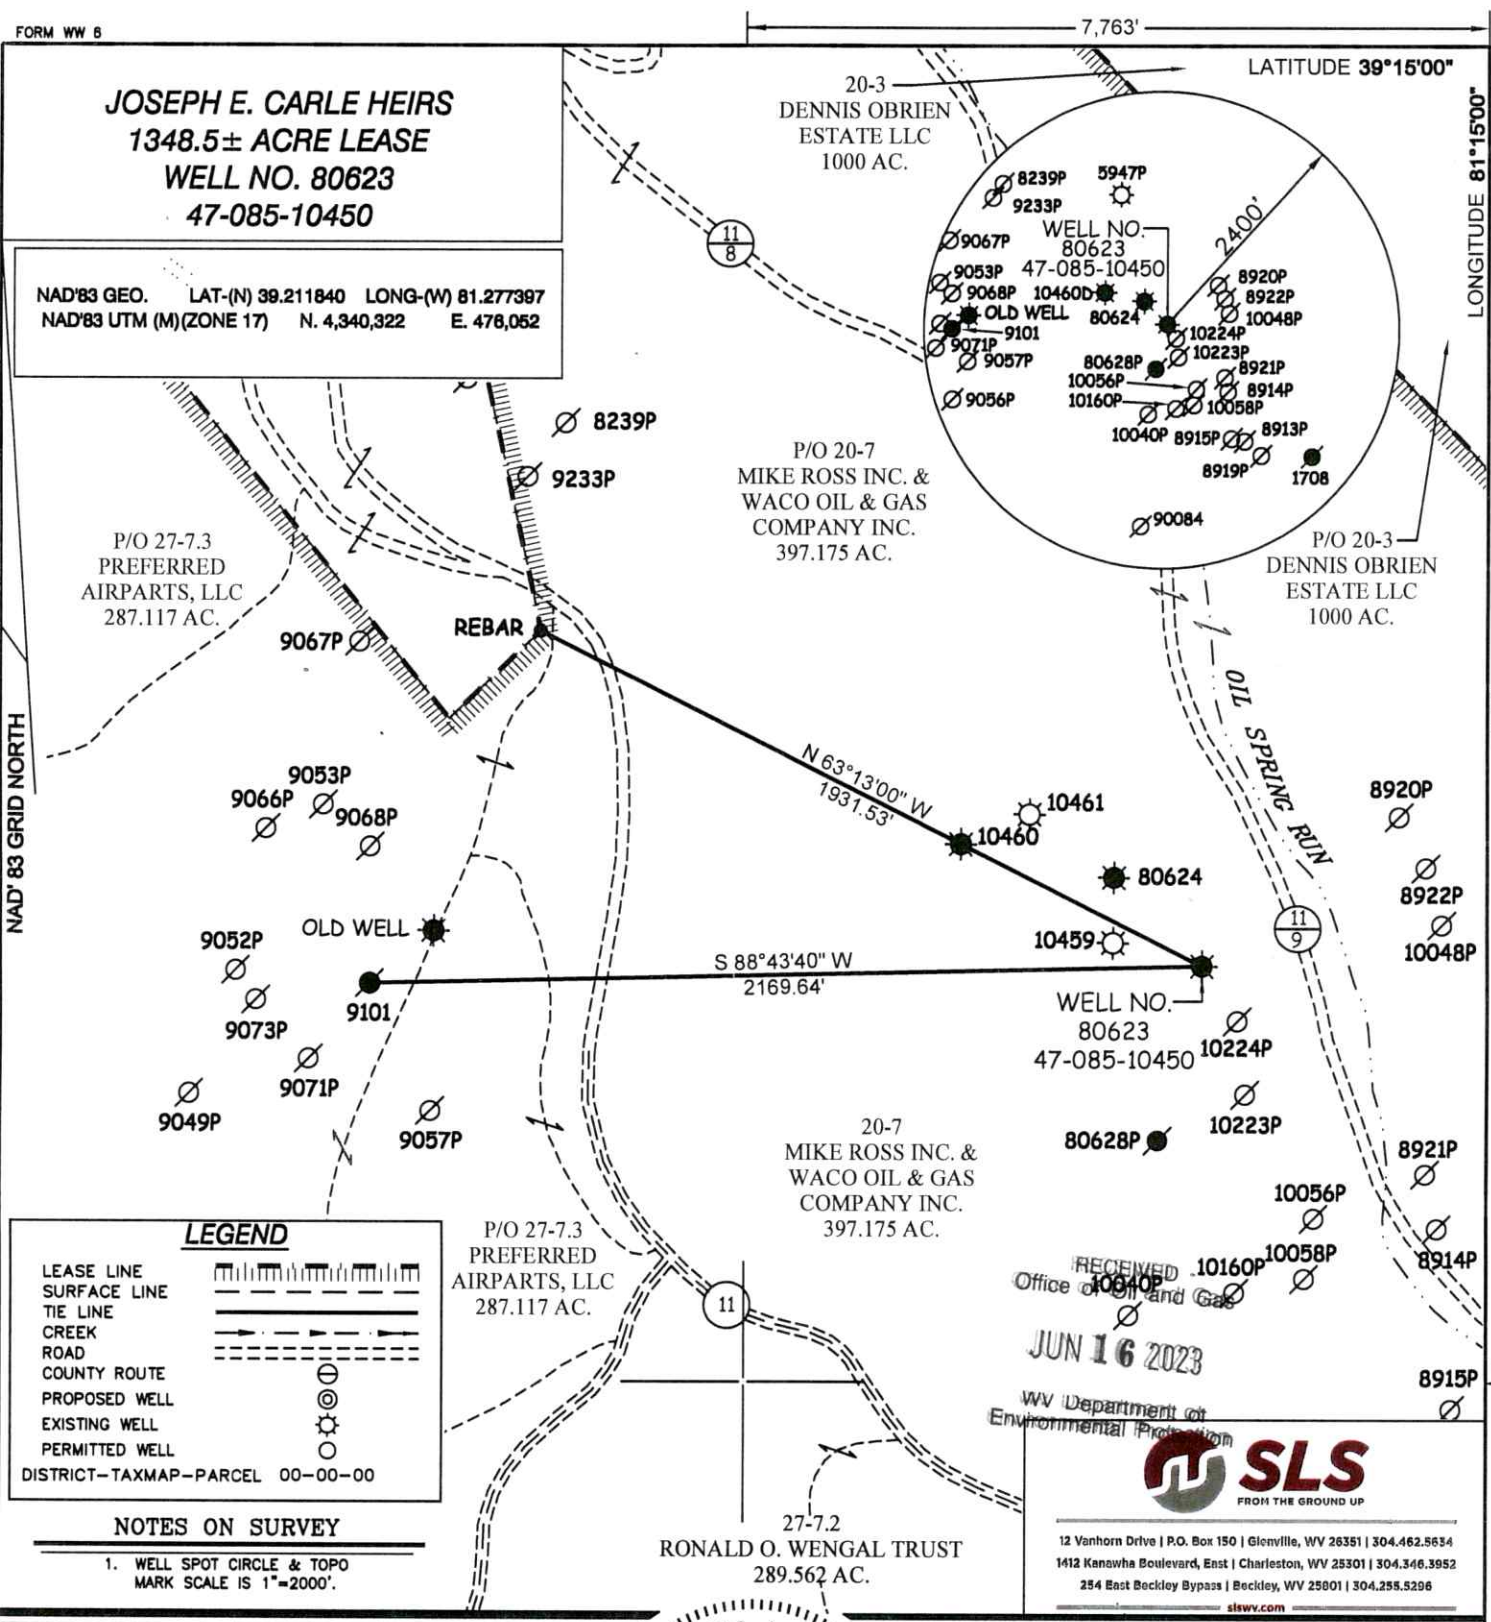 FORM WW 6
7,763'
LATITUDE 39°15'00"
LONGITUDE 81°15'00"
JOSEPH E. CARLE HEIRS
1348.5± ACRE LEASE
WELL NO. 80623
47-085-10450
NAD'83 GEO. LAT-(N) 39.211840 LONG-(W) 81.277397
NAD'83 UTM (M)(ZONE 17) N. 4,340,322 E. 476,052
20-3
DENNIS OBRIEN
ESTATE LLC
1000 AC.
11
8
8239P
9233P
5947P
9067P
WELL NO.
80623
47-085-10450
2400'
9053P
9068P
10460D
OLD WELL
80624
9101
9071P
9057P
9056P
8920P
8922P
10048P
10224P
10223P
80628P
8921P
10056P
8914P
10160P
10058P
10040P
8915P
8913P
8919P
1708
90084
8239P
9233P
P/O 20-7
MIKE ROSS INC. &
WACO OIL & GAS
COMPANY INC.
397.175 AC.
P/O 20-3
DENNIS OBRIEN
ESTATE LLC
1000 AC.
P/O 27-7.3
PREFERRED
AIRPARTS, LLC
287.117 AC.
REBAR
9067P
NAD' 83 GRID NORTH
OIL SPRING RUN
N 63°13'00" W
1931.53'
9053P
9066P
9068P
10461
10460
80624
8920P
8922P
10048P
OLD WELL
9052P
10459
11
9
S 88°43'40" W
2169.64'
9101
9073P
9071P
9049P
9057P
WELL NO.
80623
47-085-10450
10224P
10223P
80628P
20-7
MIKE ROSS INC. &
WACO OIL & GAS
COMPANY INC.
397.175 AC.
8921P
10056P
10058P
10160P
8914P
10040P
8915P
P/O 27-7.3
PREFERRED
AIRPARTS, LLC
287.117 AC.
11
RECEIVED
Office of Oil and Gas
JUN 16 2023
WV Department of
Environmental Protection
LEGEND
LEASE LINE
SURFACE LINE
TIE LINE
CREEK
ROAD
COUNTY ROUTE
PROPOSED WELL
EXISTING WELL
PERMITTED WELL
DISTRICT-TAXMAP-PARCEL 00-00-00
NOTES ON SURVEY
1. WELL SPOT CIRCLE & TOPO
MARK SCALE IS 1"=2000'.
27-7.2
RONALD O. WENGAL TRUST
289.562 AC.
SLS
FROM THE GROUND UP
12 Vanhorn Drive | P.O. Box 150 | Glenville, WV 26351 | 304.462.5634
1412 Kanawha Boulevard, East | Charleston, WV 25301 | 304.346.3952
254 East Beckley Bypass | Beckley, WV 25801 | 304.255.5296
slswv.com